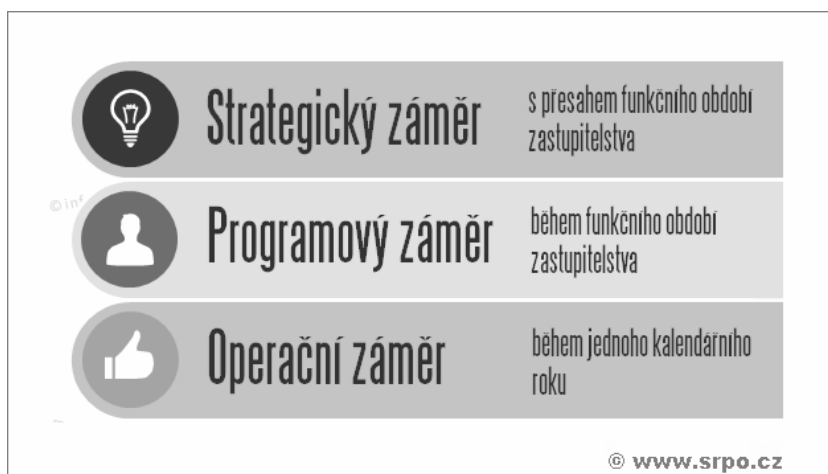 Strategický záměr
s přesahem funkčního období
zastupitelstva
© inf
Programový záměr
během funkčního období
zastupitelstva
Operační záměr
během jednoho kalendářního
roku
© www.srpo.cz